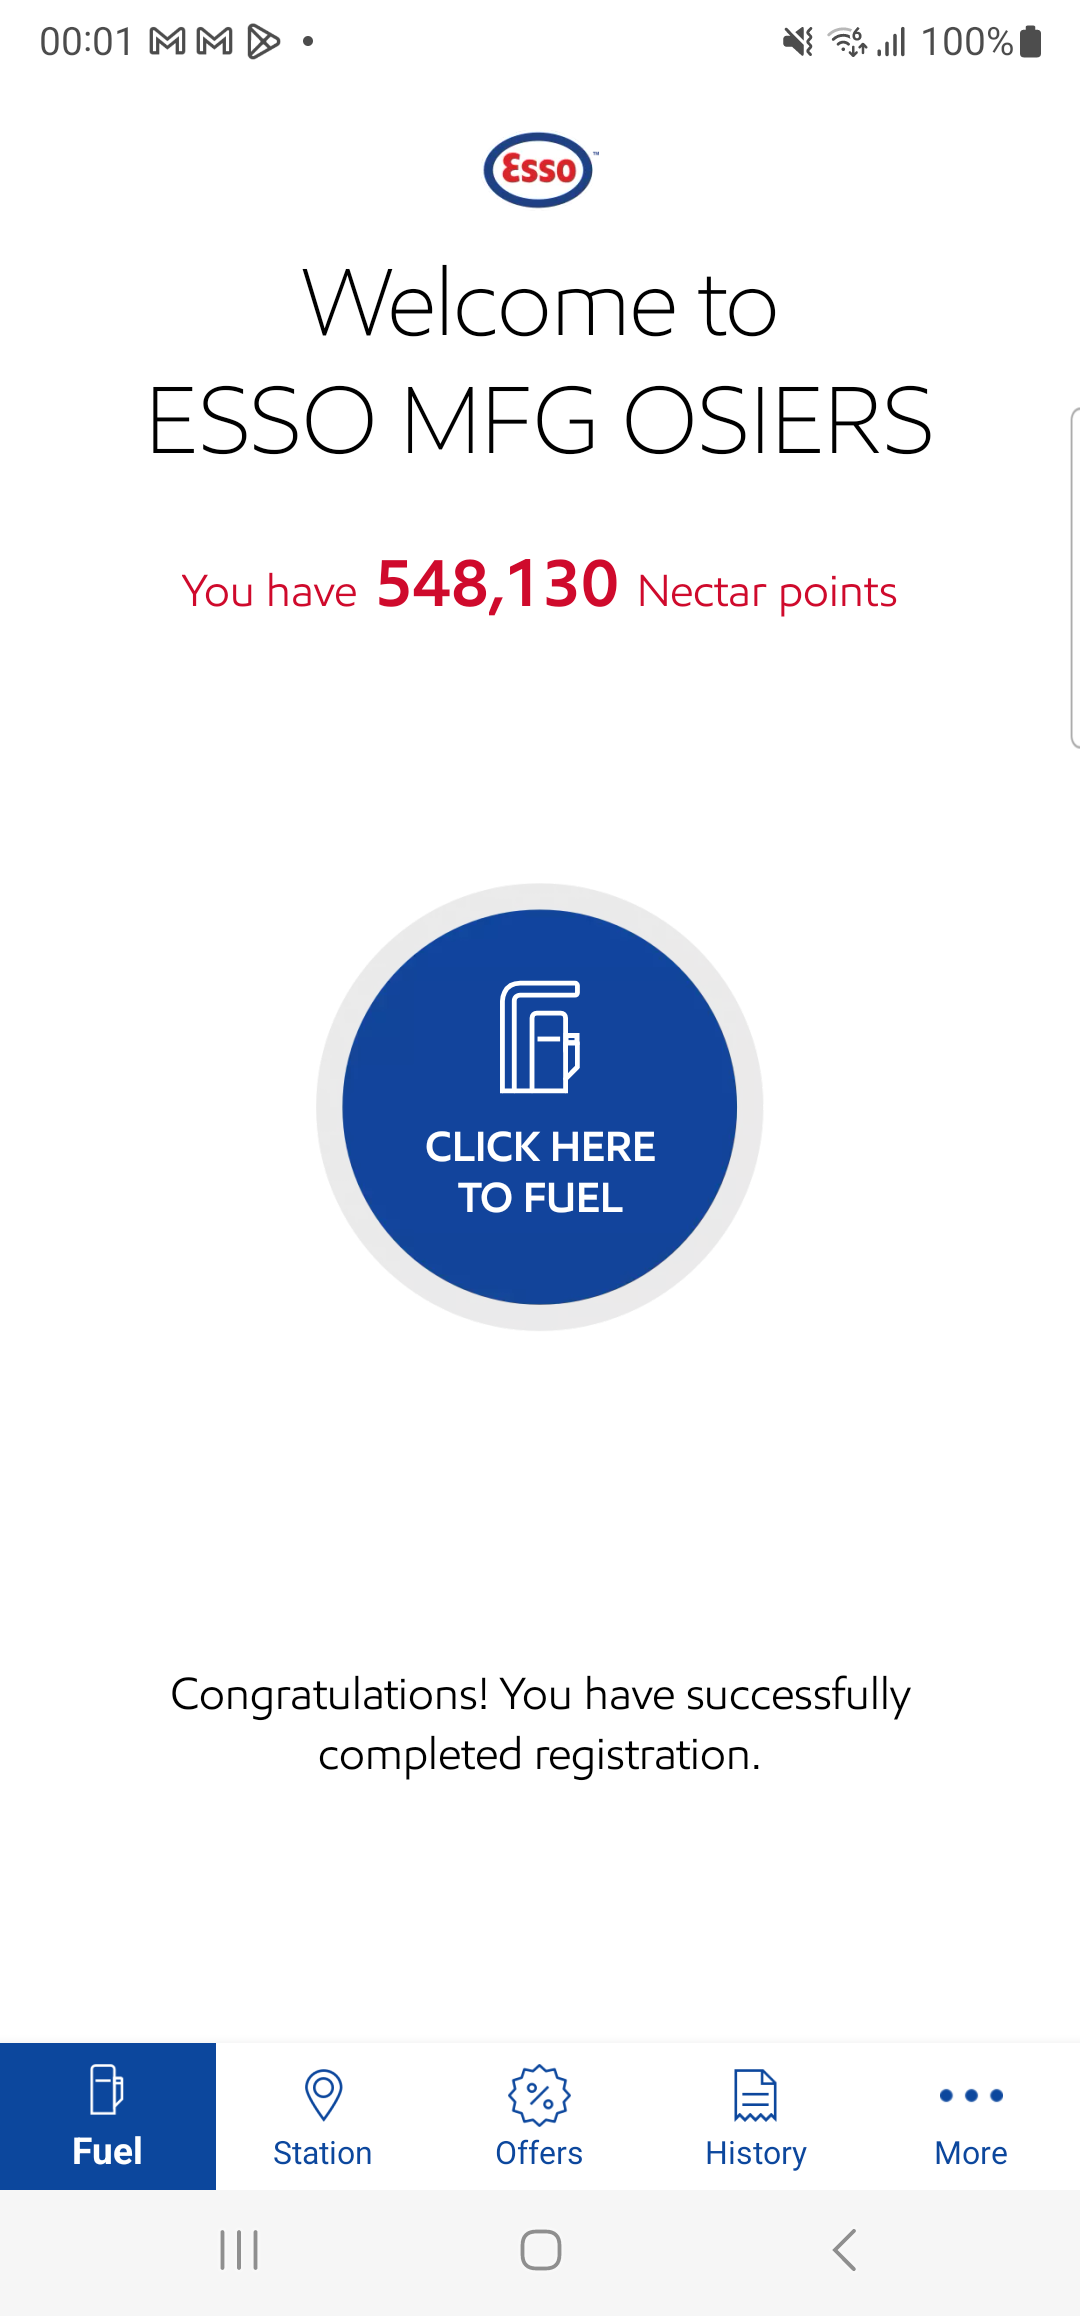 00:01
100%
Esso
Welcome to
ESSO MFG OSIERS
You have 548,130 Nectar points
CLICK HERE
TO FUEL
Congratulations! You have successfully
completed registration.
Fuel
Station
Offers
History
More